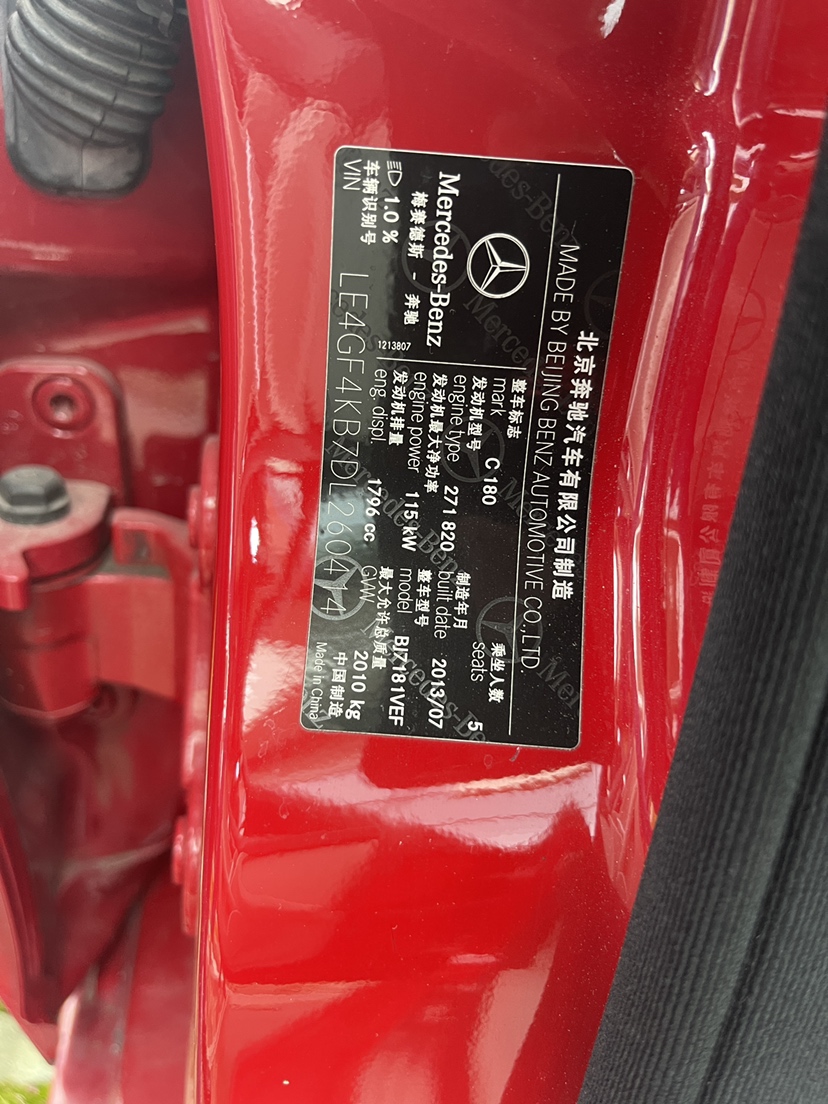 北京奔驰汽车有限公司制造
MADE BY BEIJING BENZ AUTOMOTIVE CO.,LTD.
整车标志 乘坐人数
mark C 180 seats 5
发动机型号 制造年月
engine type 271 820 built date 2013/07
Mercedes-Benz 发动机最大净功率 整车型号
engine power 115 kW model BJ7181VEF
梅赛德斯 - 奔驰 发动机排量 最大允许总质量
1.0 % 1213807 eng. displ. 1796 cc GVW 2010 kg
车辆识别号 中国制造
VIN LE4GF4KB7DL260414 Made in China